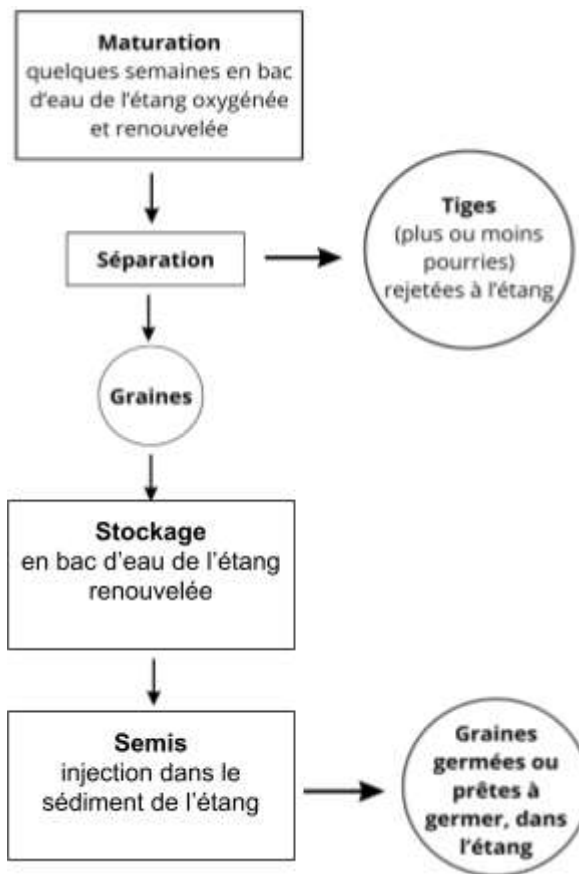 Maturation
quelques semaines en bac
d'eau de l'étang oxygénée
et renouvelée
Séparation
Tiges
(plus ou moins
pourries)
rejetées à l'étang
Graines
Stockage
en bac d'eau de l'étang
renouvelée
Semis
injection dans le
sédiment de l'étang
Graines
germées ou
prêtes à
germer, dans
l'étang